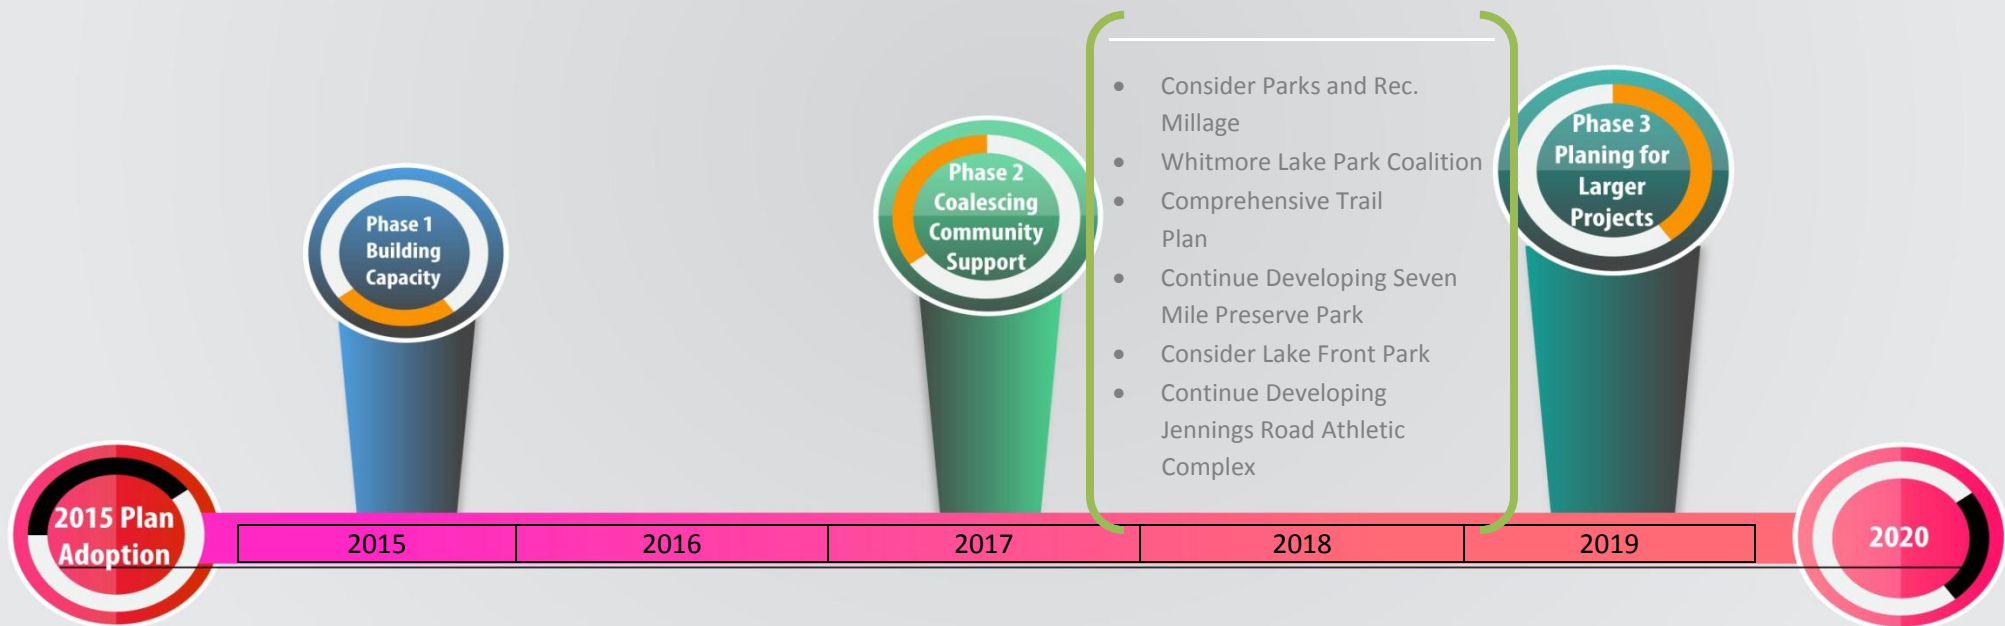 Phase 1
Building
Capacity
Phase 2
Coalescing
Community
Support
• Consider Parks and Rec.
Millage
• Whitmore Lake Park Coalition
• Comprehensive Trail
Plan
• Continue Developing Seven
Mile Preserve Park
• Consider Lake Front Park
• Continue Developing
Jennings Road Athletic
Complex
Phase 3
Planing for
Larger
Projects
2015 Plan
Adoption
2015 2016 2017 2018 2019
2020